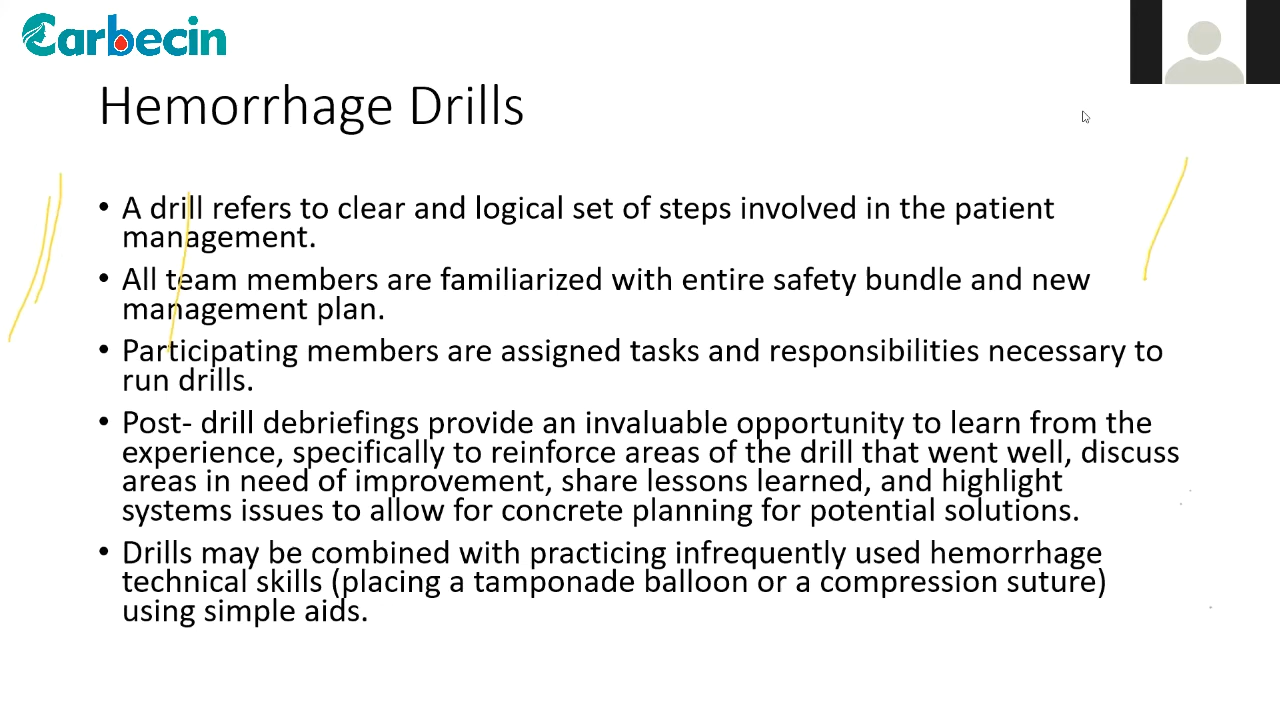 Carbecin
Hemorrhage Drills
• A drill refers to clear and logical set of steps involved in the patient
management.
• All team members are familiarized with entire safety bundle and new
management plan.
• Participating members are assigned tasks and responsibilities necessary to
run drills.
• Post- drill debriefings provide an invaluable opportunity to learn from the
experience, specifically to reinforce areas of the drill that went well, discuss
areas in need of improvement, share lessons learned, and highlight
systems issues to allow for concrete planning for potential solutions.
• Drills may be combined with practicing infrequently used hemorrhage
technical skills (placing a tamponade balloon or a compression suture)
using simple aids.